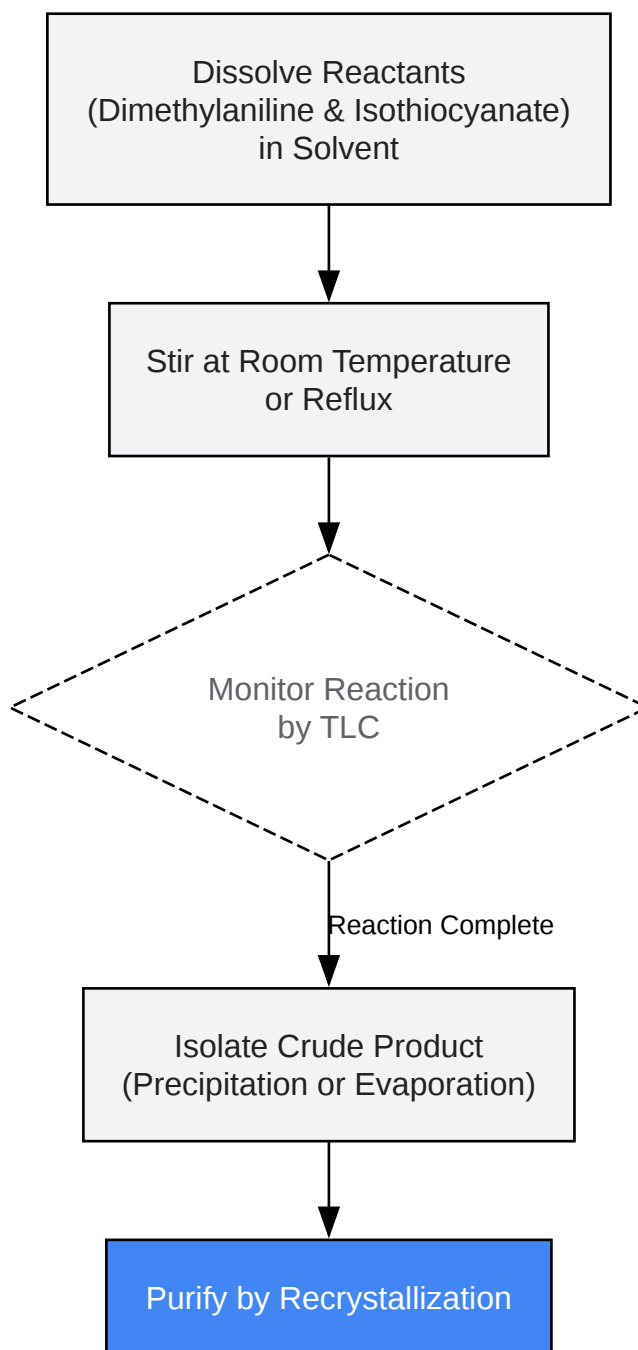 Dissolve Reactants
(Dimethylaniline & Isothiocyanate)
in Solvent
Stir at Room Temperature
or Reflux
Monitor Reaction
by TLC
Reaction Complete
Isolate Crude Product
(Precipitation or Evaporation)
Purify by Recrystallization